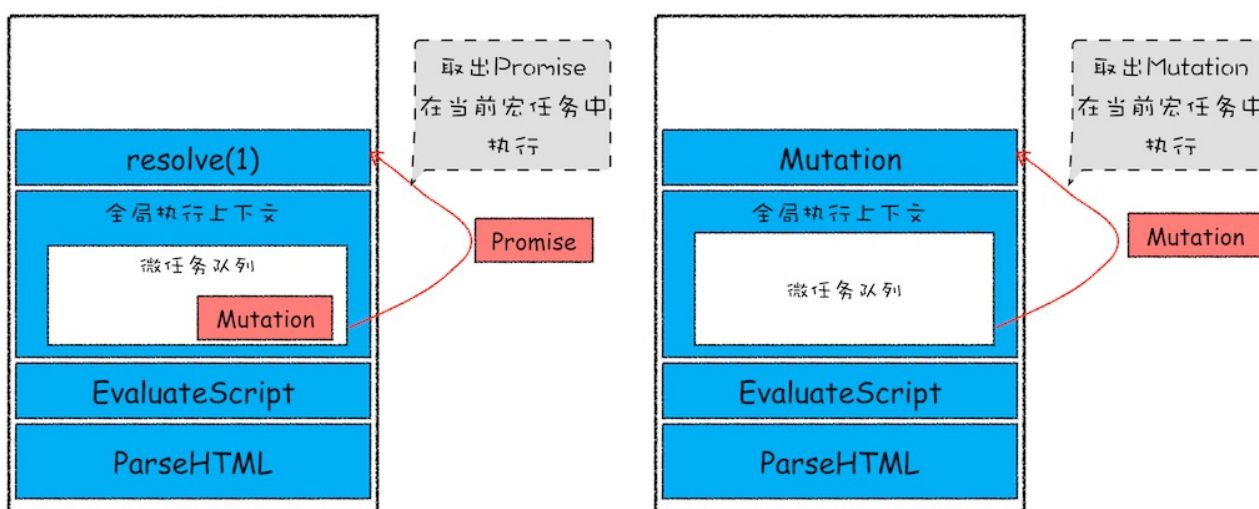 取出Promise
在当前宏任务中
执行
resolve(1)
全局执行上下文
微任务队列
Mutation
Promise
EvaluateScript
ParseHTML
取出Mutation
在当前宏任务中
执行
Mutation
全局执行上下文
微任务队列
Mutation
EvaluateScript
ParseHTML